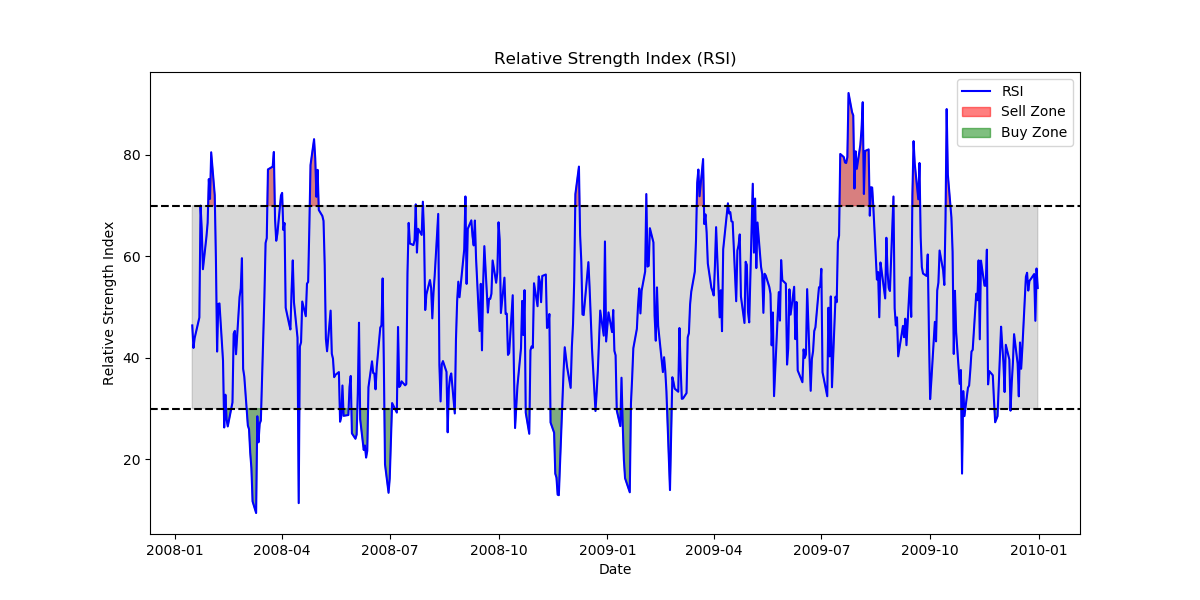 Relative Strength Index (RSI)
RSI
Sell Zone
Buy Zone
Relative Strength Index
80
60
40
20
2008-01
2008-04
2008-07
2008-10
2009-01
2009-04
2009-07
2009-10
2010-01
Date